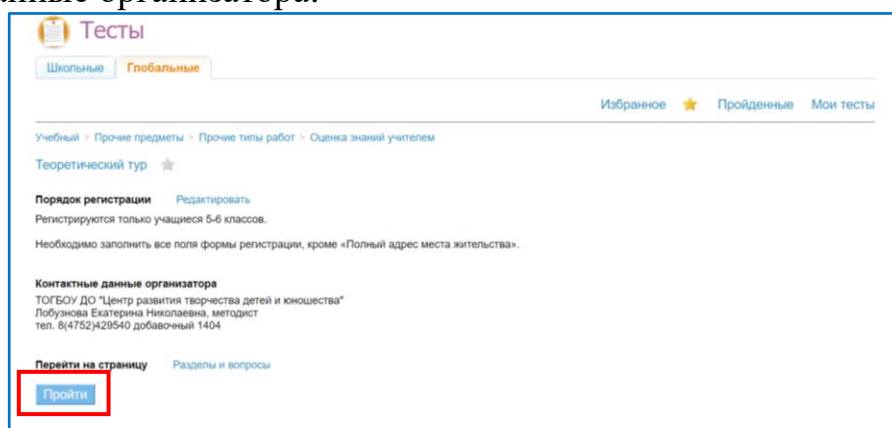 организатора.
Тесты
Школьные Глобальные
Избранное Пройденные Мои тесты
Учебный > Прочие предметы > Прочие типы работ > Оценка знаний учителем
Теоретический тур
Порядок регистрации Редактировать
Регистрируются только учащиеся 5-6 классов.
Необходимо заполнить все поля формы регистрации, кроме «Полный адрес места жительства».
Контактные данные организатора
ТОГБОУ ДО "Центр развития творчества детей и юношества"
Лобузнова Екатерина Николаевна, методист
тел. 8(4752)429540 добавочный 1404
Перейти на страницу Разделы и вопросы
Пройти